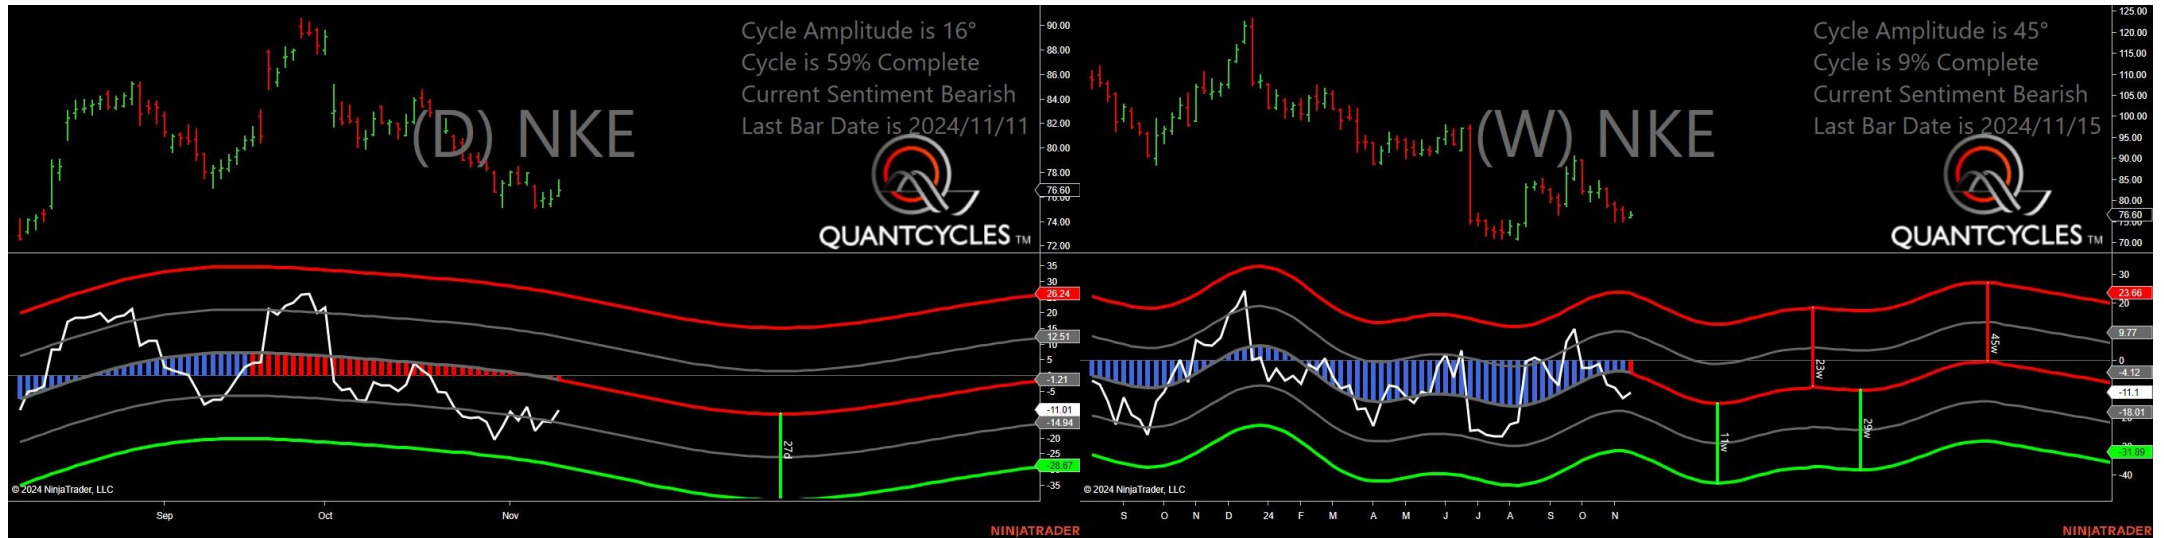 Cycle Amplitude is 16°
Cycle is 59% Complete
Current Sentiment Bearish
Last Bar Date is 2024/11/11
(D) NKE
QUANTCYCLES TM
90.00
88.00
86.00
84.00
82.00
80.00
78.00
76.60
76.00
74.00
72.00
35
30
26.24
20
15
12.51
10
5
-1.21
-5
-11.01
-14.94
-20
-25
-28.67
-35
27d
© 2024 NinjaTrader, LLC
Sep Oct Nov
NINJATRADER
Cycle Amplitude is 45°
Cycle is 9% Complete
Current Sentiment Bearish
Last Bar Date is 2024/11/15
(W) NKE
QUANTCYCLES TM
125.00
120.00
115.00
110.00
105.00
100.00
95.00
90.00
85.00
80.00
76.60
75.00
70.00
30
23.66
20
9.77
0
-4.12
-11.1
-18.01
-31.89
-40
11w
23w
29w
45w
© 2024 NinjaTrader, LLC
S O N D 24 F M A M J J A S O N
NINJATRADER